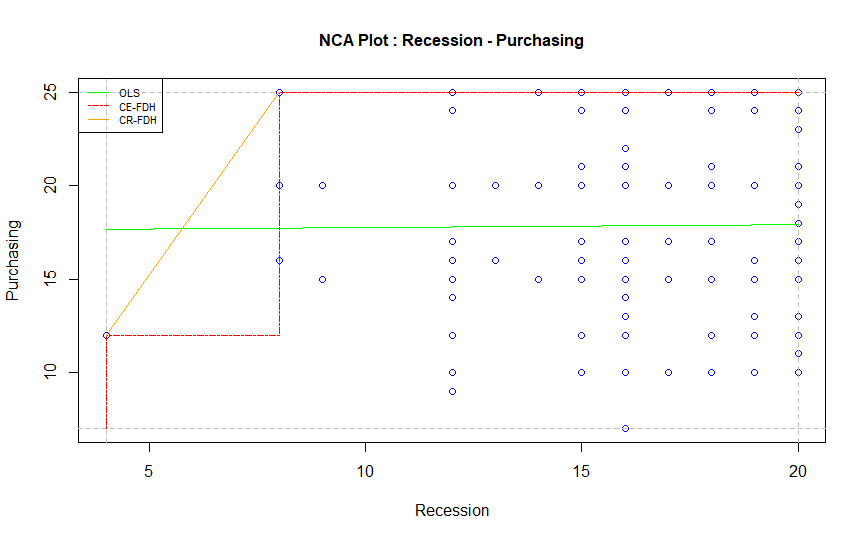 NCA Plot : Recession - Purchasing
OLS
CE-FDH
CR-FDH
25
20
15
10
Purchasing
5 10 15 20
Recession